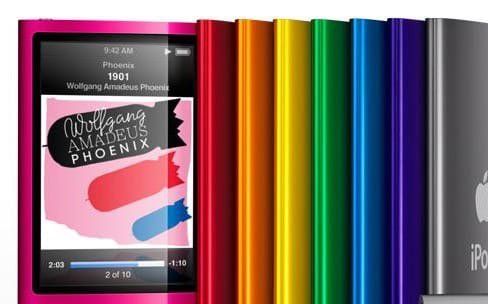 9:42 AM
Phoenix
1901
Wolfgang Amadeus Phoenix
Wolfgang
AMADEUS
PHOENIX
2:03 -1:10
2 of 10
iPo